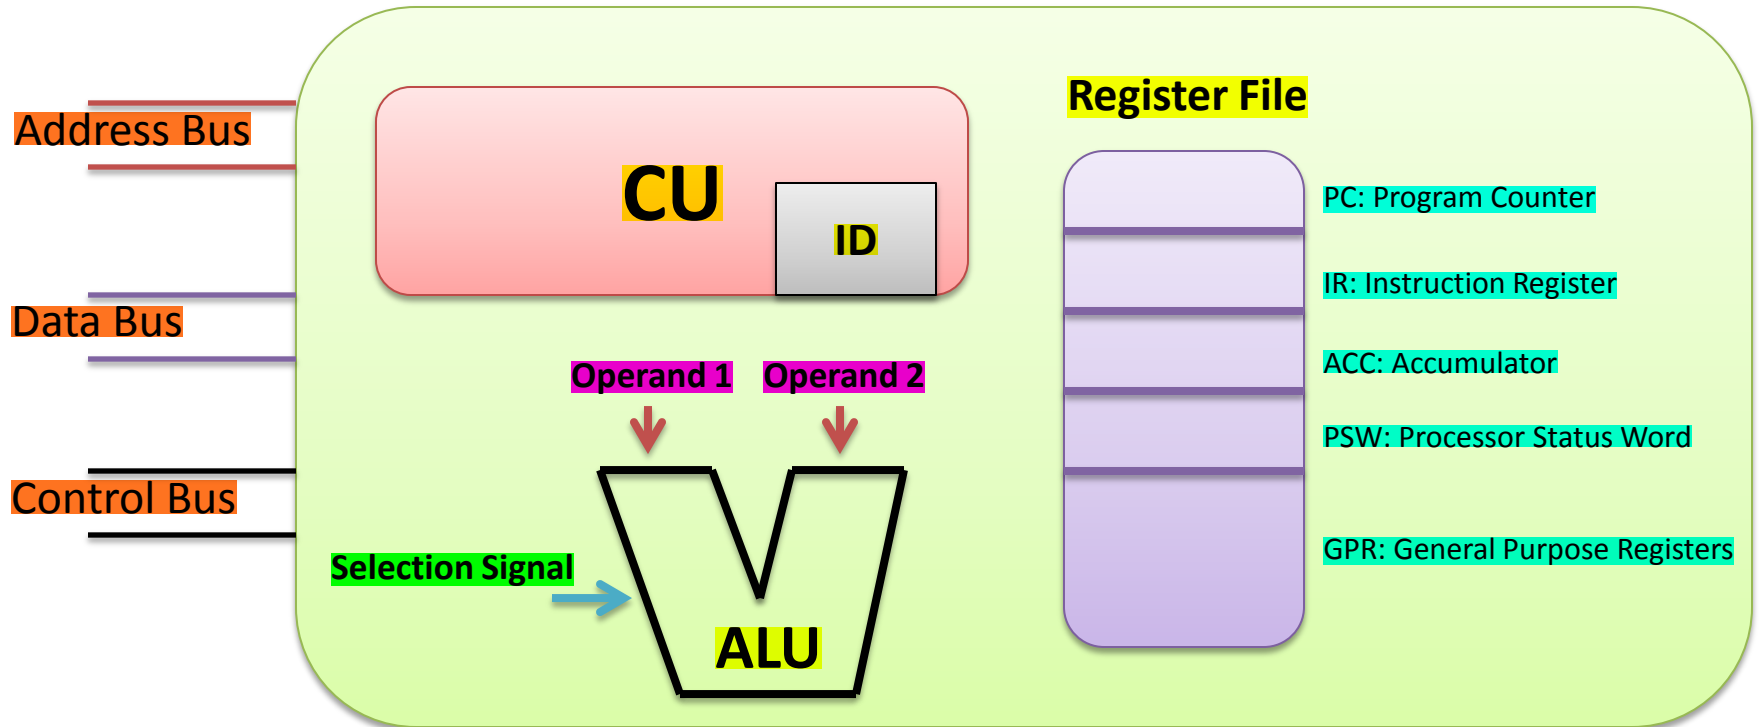 Address Bus
Data Bus
Control Bus
CU
ID
Operand 1
Operand 2
Selection Signal
ALU
Register File
PC: Program Counter
IR: Instruction Register
ACC: Accumulator
PSW: Processor Status Word
GPR: General Purpose Registers